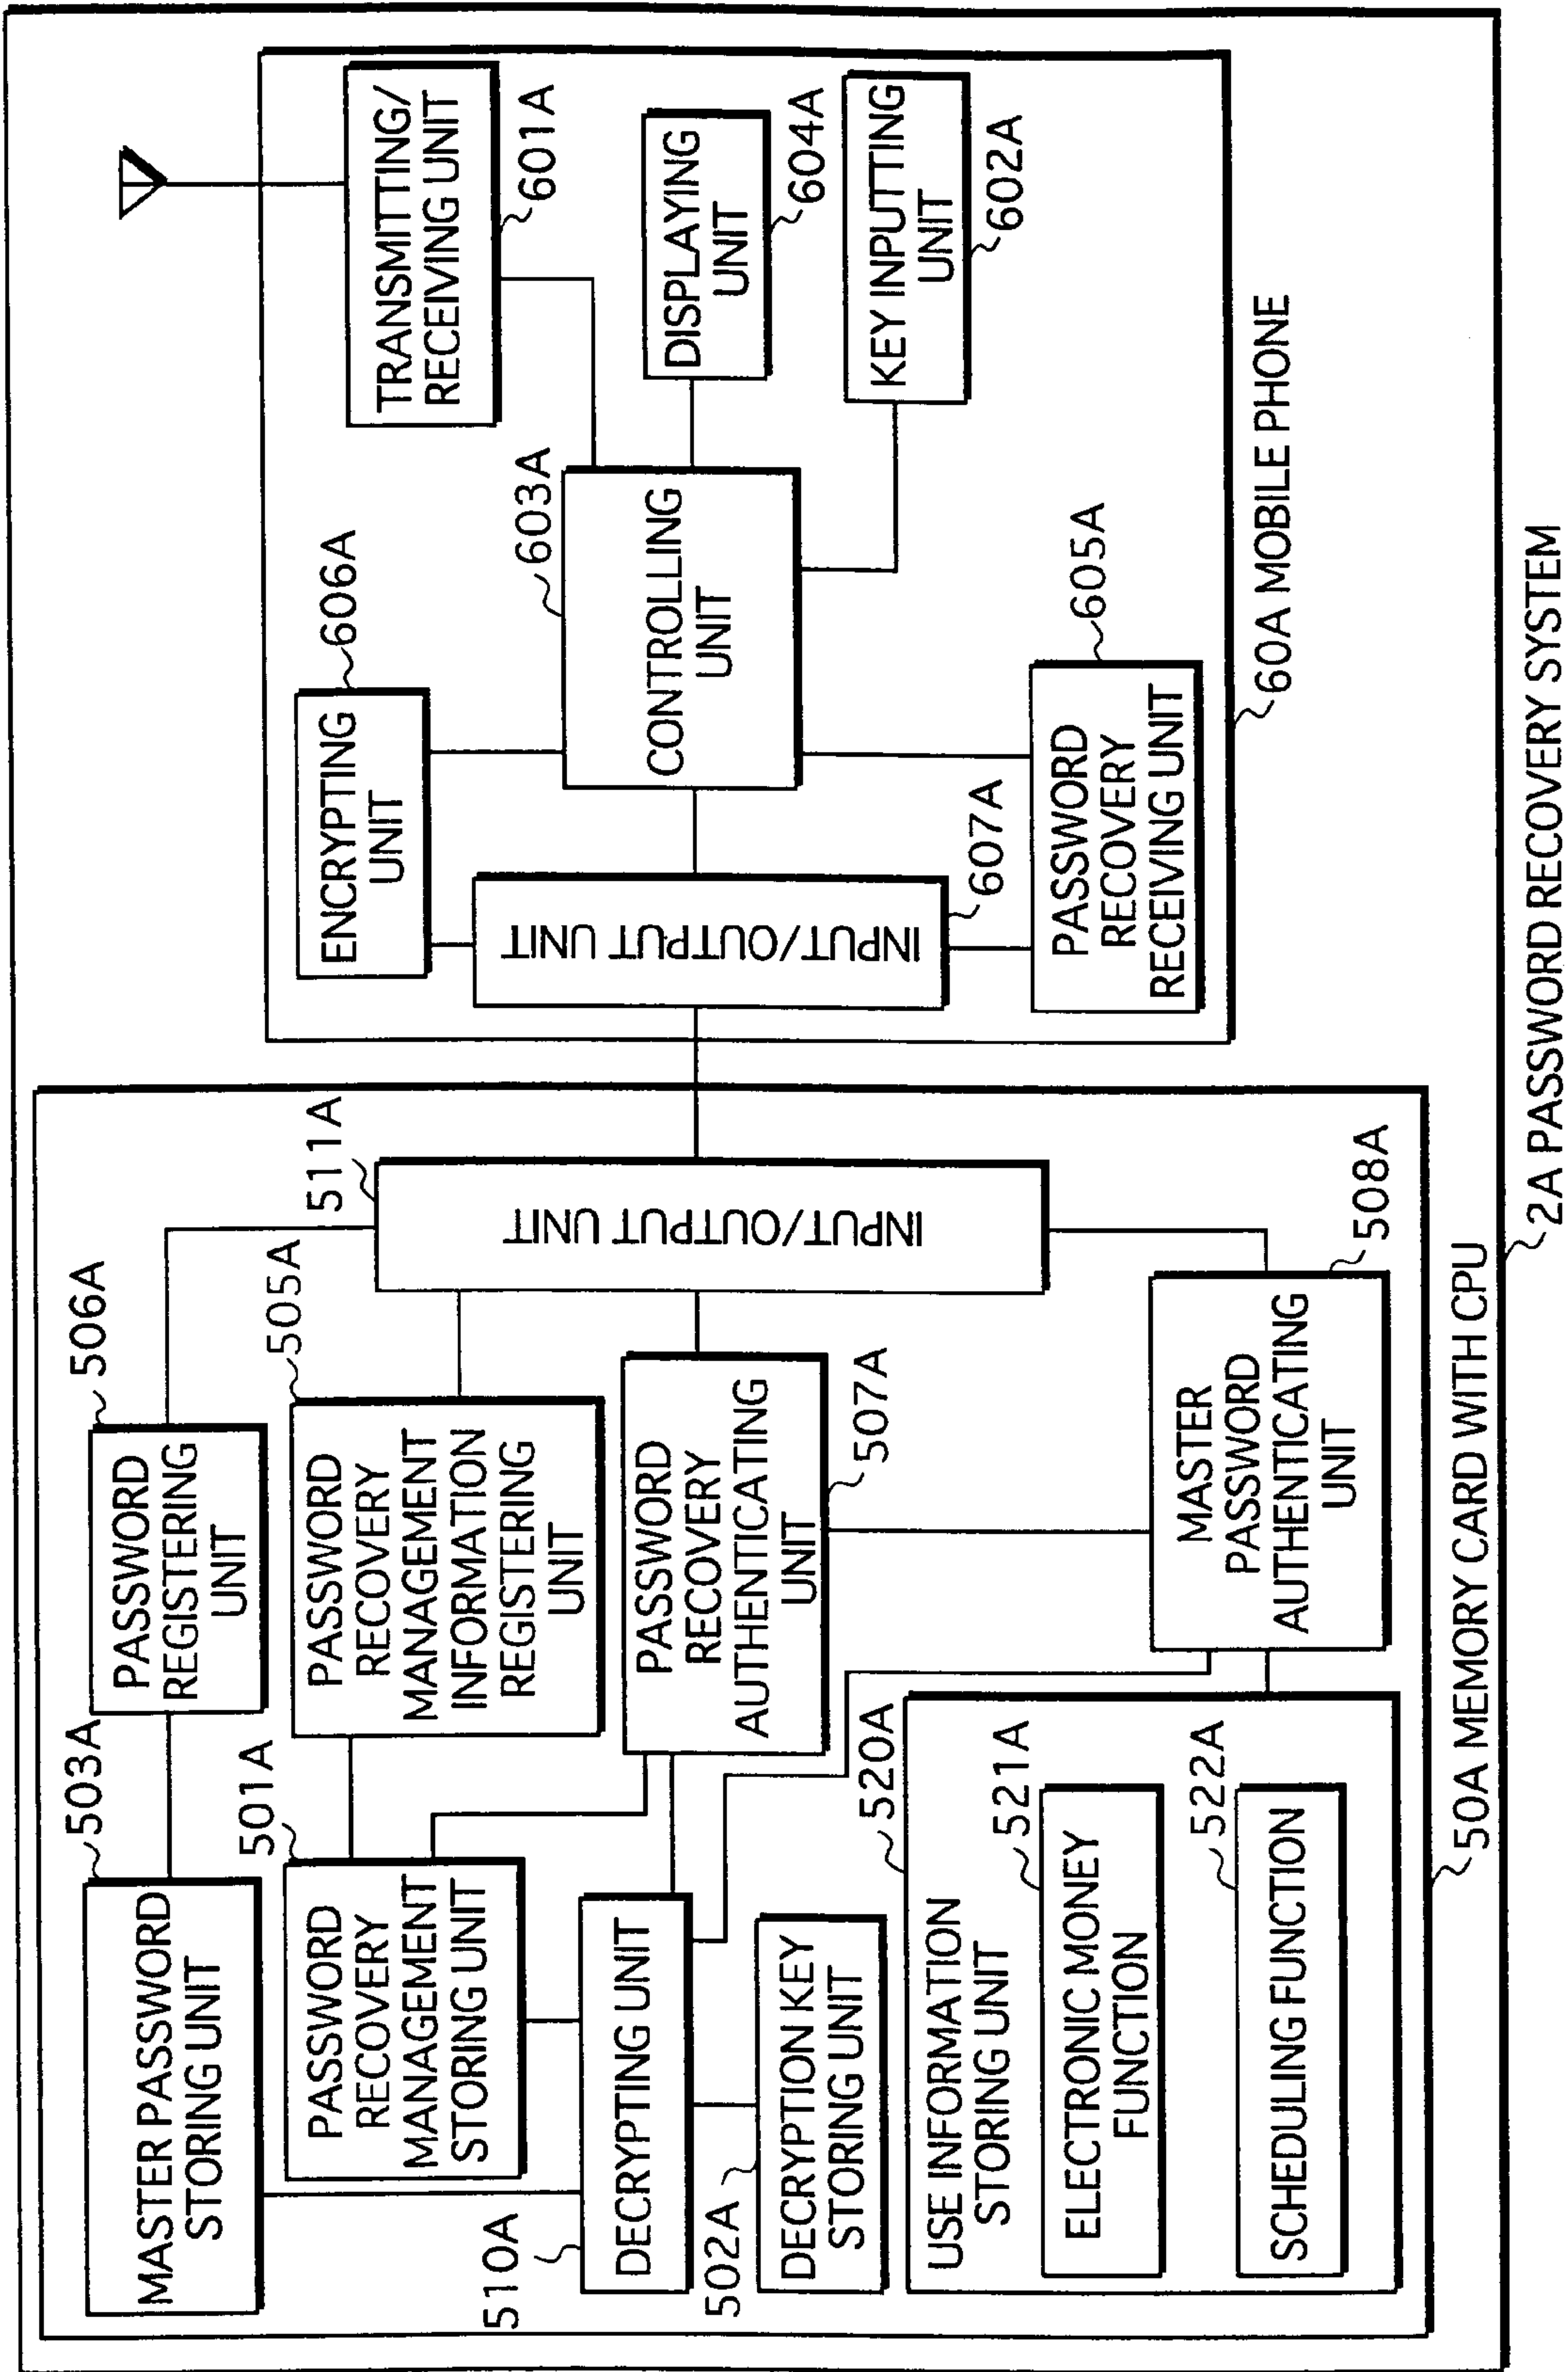 503A
MASTER PASSWORD
STORING UNIT
506A
PASSWORD
REGISTERING
UNIT
501A
PASSWORD
RECOVERY
MANAGEMENT
STORING UNIT
505A
PASSWORD
RECOVERY
MANAGEMENT
INFORMATION
REGISTERING
UNIT
511A
INPUT/OUTPUT UNIT
510A
DECRYPTING UNIT
PASSWORD
RECOVERY
AUTHENTICATING
UNIT
507A
502A
DECRYPTION KEY
STORING UNIT
520A
USE INFORMATION
STORING UNIT
521A
ELECTRONIC MONEY
FUNCTION
522A
SCHEDULING FUNCTION
508A
MASTER
PASSWORD
AUTHENTICATING
UNIT
50A MEMORY CARD WITH CPU
606A
ENCRYPTING
UNIT
TRANSMITTING/
RECEIVING UNIT
601A
603A
CONTROLLING
UNIT
DISPLAYING
UNIT
604A
KEY INPUTTING
UNIT
602A
INPUT/OUTPUT UNIT
607A
605A
PASSWORD
RECOVERY
RECEIVING UNIT
60A MOBILE PHONE
2A PASSWORD RECOVERY SYSTEM